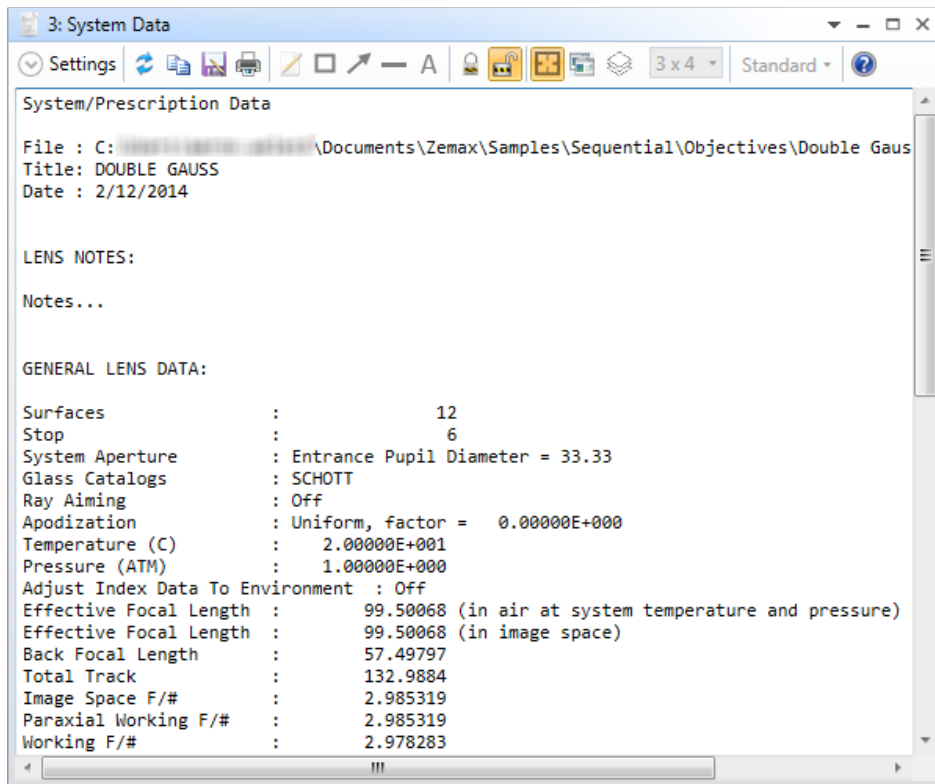 3: System Data
Settings A 3 x 4 Standard ?
System/Prescription Data
File : C: \Documents\Zemax\Samples\Sequential\Objectives\Double Gaus
Title: DOUBLE GAUSS
Date : 2/12/2014
LENS NOTES:
Notes...
GENERAL LENS DATA:
Surfaces : 12
Stop : 6
System Aperture : Entrance Pupil Diameter = 33.33
Glass Catalogs : SCHOTT
Ray Aiming : Off
Apodization : Uniform, factor = 0.00000E+000
Temperature (C) : 2.00000E+001
Pressure (ATM) : 1.00000E+000
Adjust Index Data To Environment : Off
Effective Focal Length : 99.50068 (in air at system temperature and pressure)
Effective Focal Length : 99.50068 (in image space)
Back Focal Length : 57.49797
Total Track : 132.9884
Image Space F/# : 2.985319
Paraxial Working F/# : 2.985319
Working F/# : 2.978283